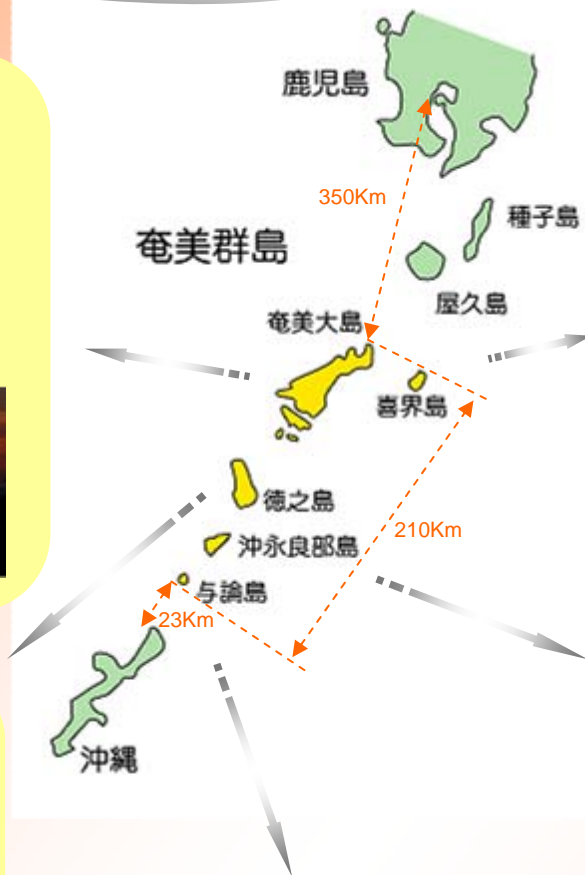 鹿児島
350Km
種子島
奄美群島
屋久島
奄美大島
喜界島
徳之島
210Km
沖永良部島
与論島
23Km
沖縄